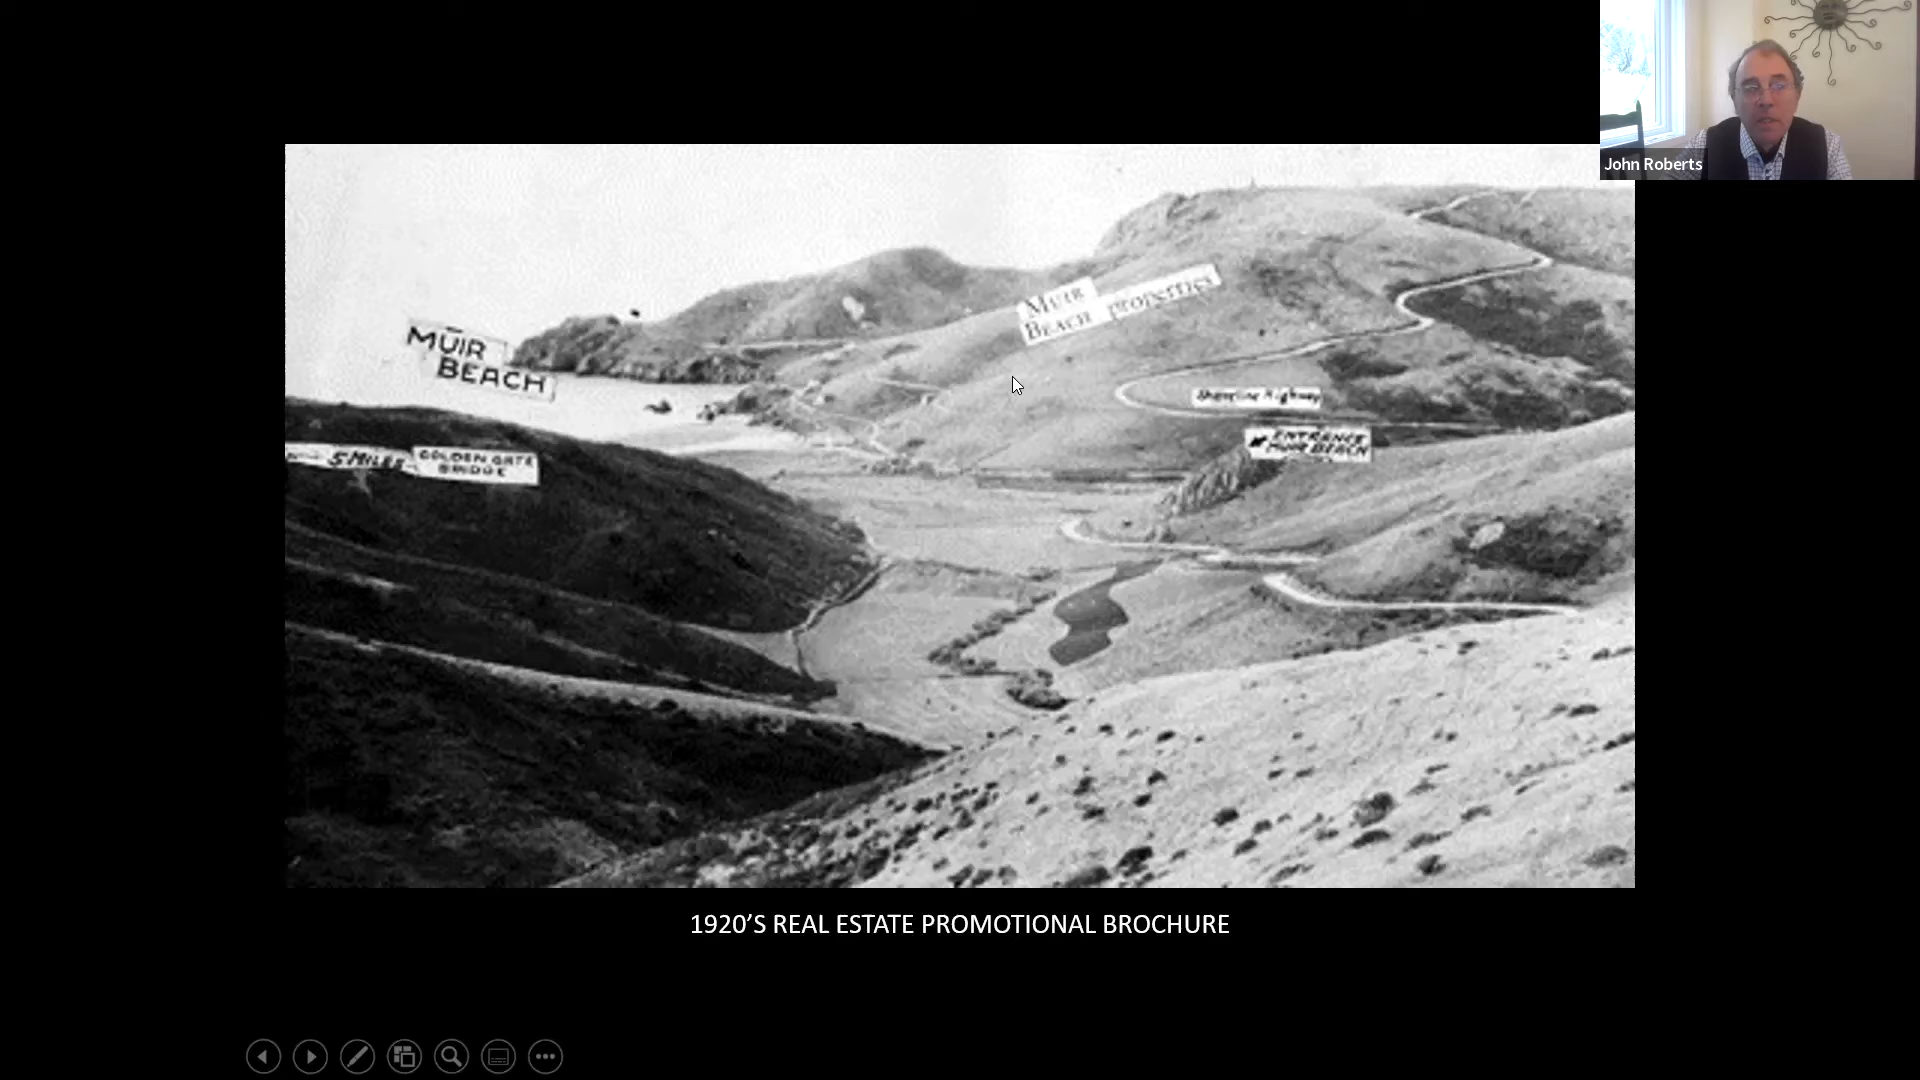 John Roberts
MUIR
BEACH
MUIR
BEACH properties
Shoreline Highway
ENTRANCE
MUIR BEACH
5 MILES
GOLDEN GATE
BRIDGE
1920’S REAL ESTATE PROMOTIONAL BROCHURE